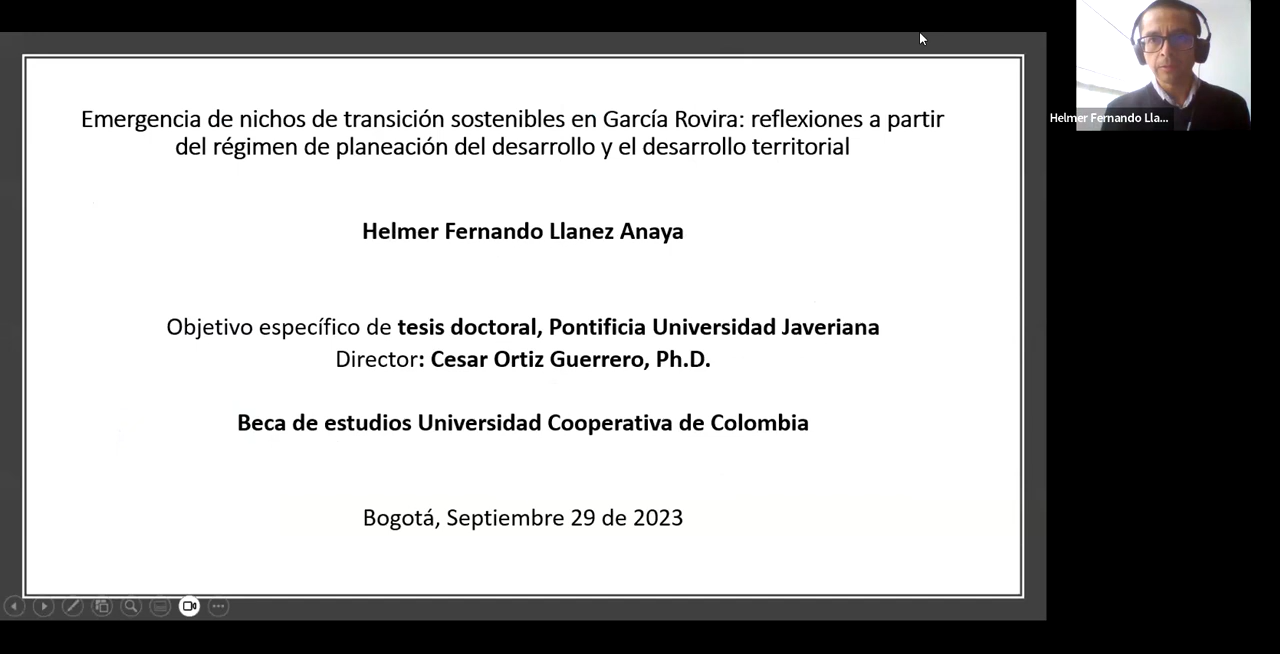 Emergencia de nichos de transición sostenibles en García Rovira: reflexiones a partir
del régimen de planeación del desarrollo y el desarrollo territorial
Helmer Fernando Llanez Anaya
Objetivo específico de tesis doctoral, Pontificia Universidad Javeriana
Director: Cesar Ortiz Guerrero, Ph.D.
Beca de estudios Universidad Cooperativa de Colombia
Bogotá, Septiembre 29 de 2023
Helmer Fernando Lla...